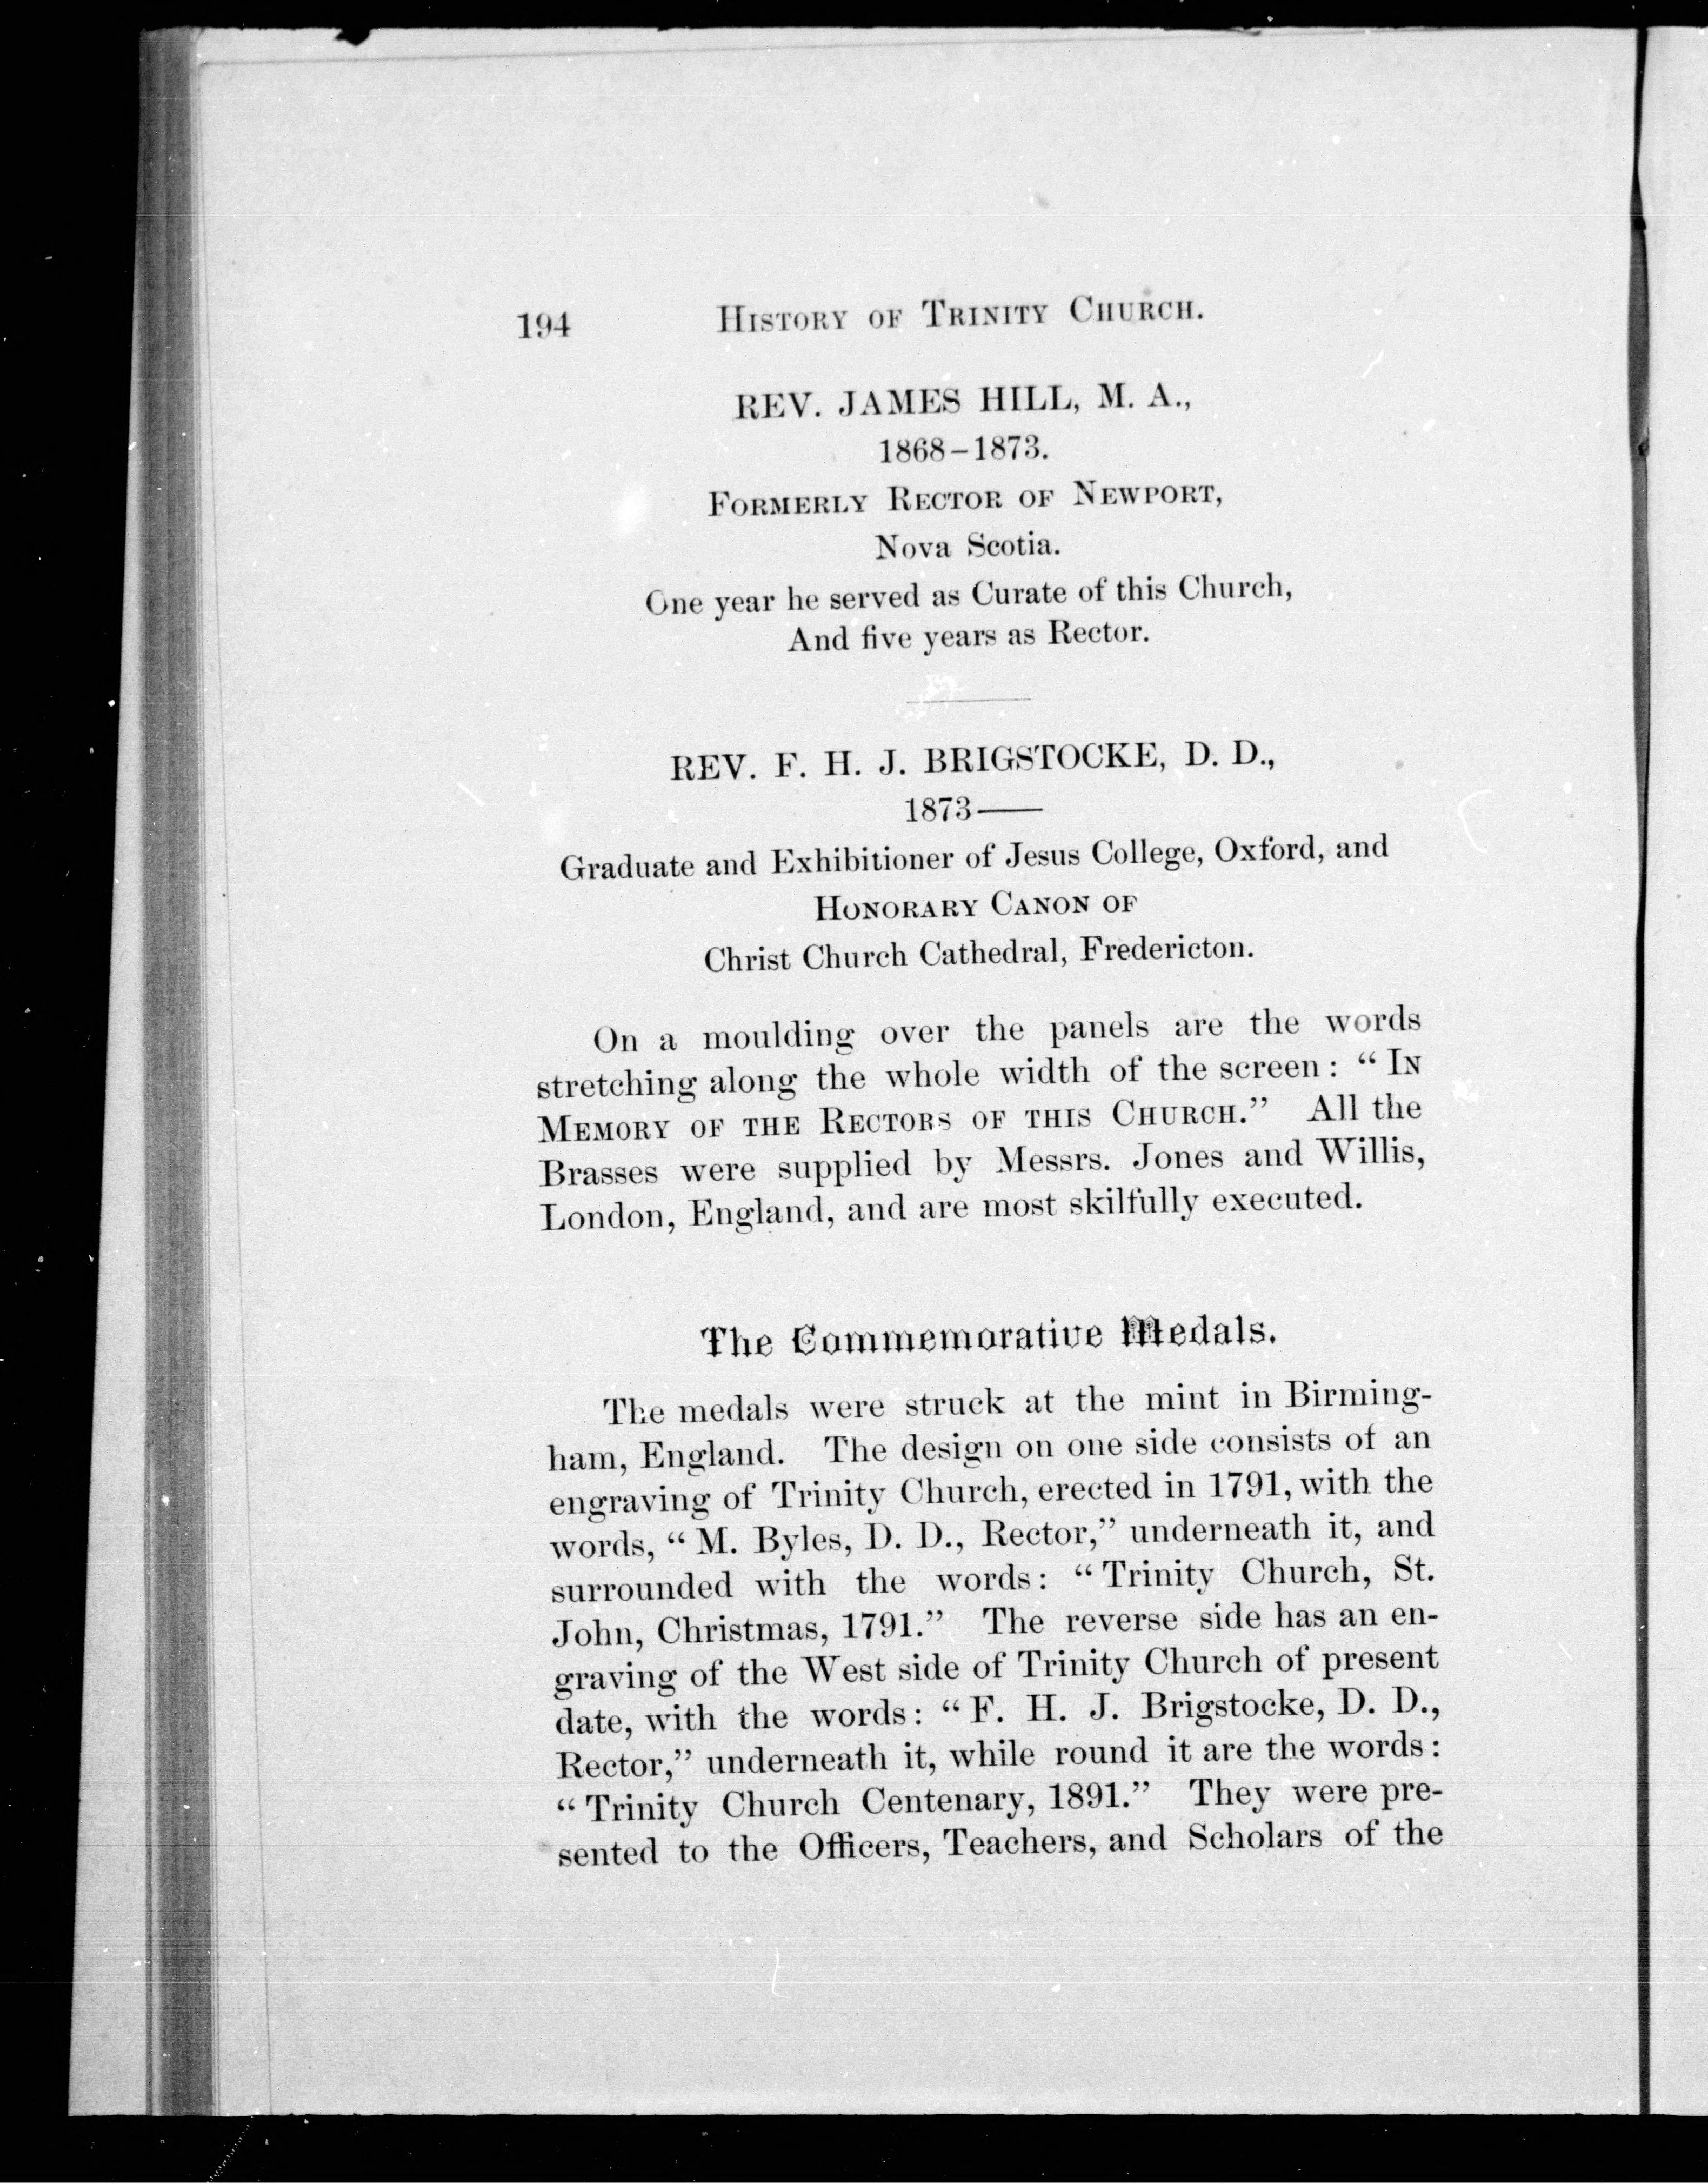 194 History of Trinity Church.
REV. JAMES HILL, M. A.,
1868–1873.
Formerly Rector of Newport,
Nova Scotia.
One year he served as Curate of this Church,
And five years as Rector.
REV. F. H. J. BRIGSTOCKE, D. D.,
1873——
Graduate and Exhibitioner of Jesus College, Oxford, and
Honorary Canon of
Christ Church Cathedral, Fredericton.
On a moulding over the panels are the words
stretching along the whole width of the screen: “In
Memory of the Rectors of this Church.” All the
Brasses were supplied by Messrs. Jones and Willis,
London, England, and are most skilfully executed.
The Commemorative Medals.
The medals were struck at the mint in Birming-
ham, England. The design on one side consists of an
engraving of Trinity Church, erected in 1791, with the
words, “M. Byles, D. D., Rector,” underneath it, and
surrounded with the words: “Trinity Church, St.
John, Christmas, 1791.” The reverse side has an en-
graving of the West side of Trinity Church of present
date, with the words: “F. H. J. Brigstocke, D. D.,
Rector,” underneath it, while round it are the words:
“Trinity Church Centenary, 1891.” They were pre-
sented to the Officers, Teachers, and Scholars of the